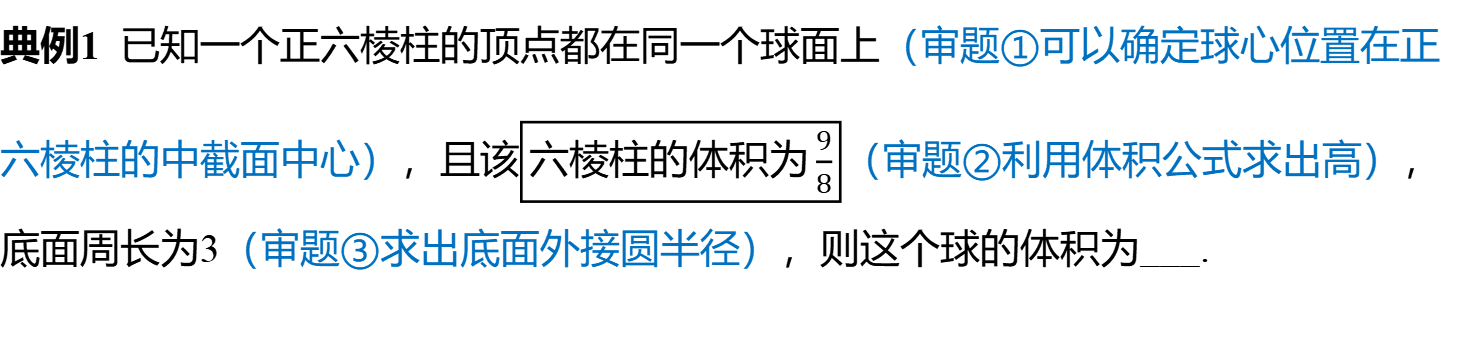 典例1 已知一个正六棱柱的顶点都在同一个球面上（审题①可以确定球心位置在正
六棱柱的中截面中心），且该六棱柱的体积为9/8（审题②利用体积公式求出高），
底面周长为3（审题③求出底面外接圆半径），则这个球的体积为___.